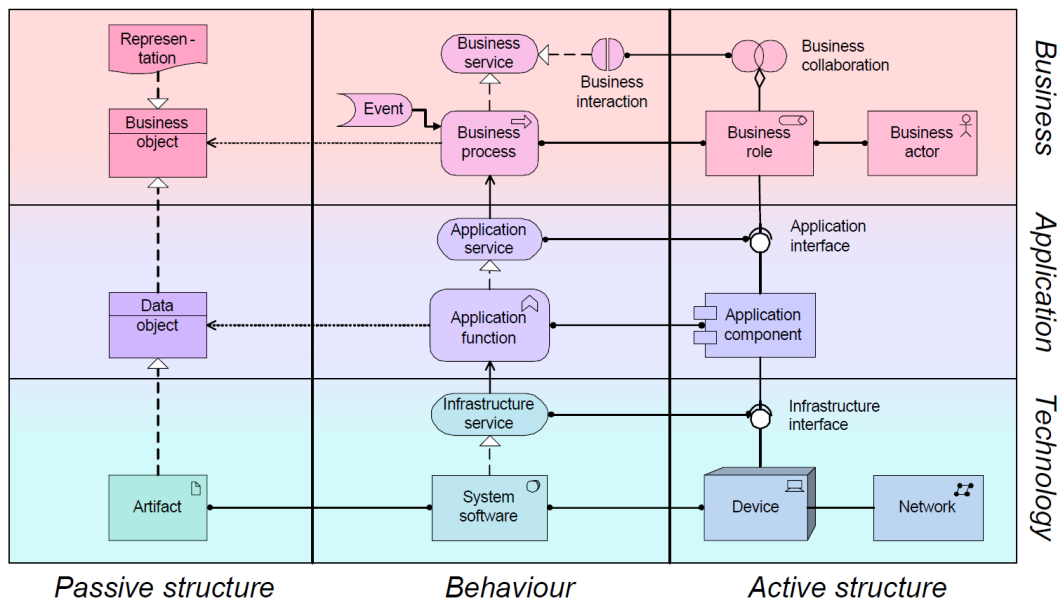 Represen-
tation
Business
service
Business
interaction
Business
collaboration
Business
Event
Business
object
Business
process
Business
role
Business
actor
Application
service
Application
interface
Application
Data
object
Application
function
Application
component
Infrastructure
service
Infrastructure
interface
Technology
Artifact
System
software
Device
Network
Passive structure
Behaviour
Active structure